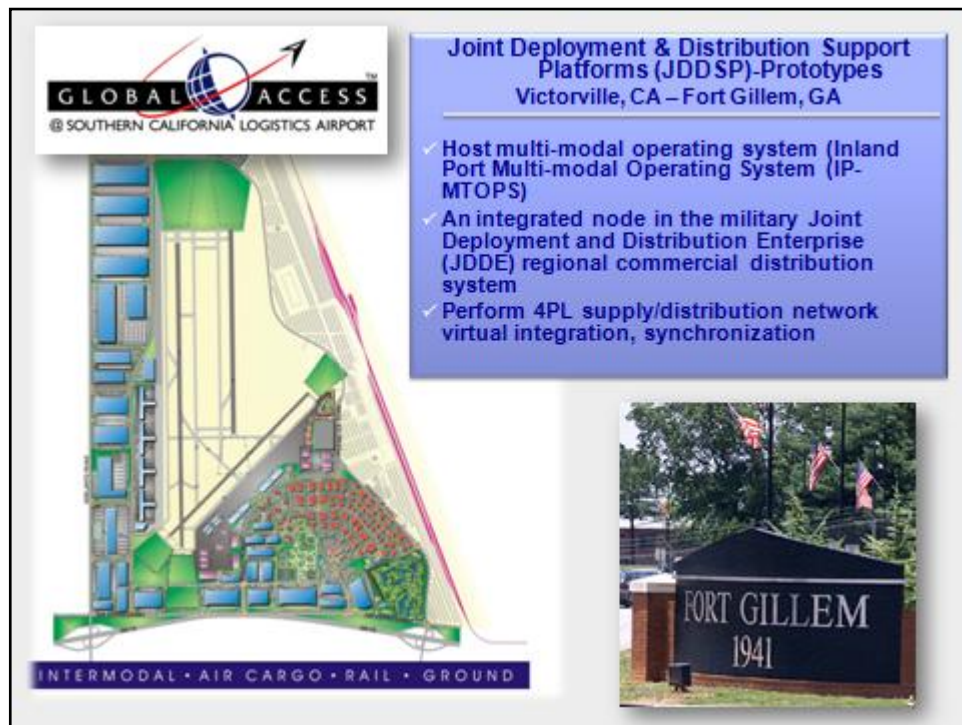 GLOBAL ACCESS™
@ SOUTHERN CALIFORNIA LOGISTICS AIRPORT
Joint Deployment & Distribution Support
Platforms (JDDSP)-Prototypes
Victorville, CA – Fort Gillem, GA
✓ Host multi-modal operating system (Inland
Port Multi-modal Operating System (IP-
MTOPS)
✓ An integrated node in the military Joint
Deployment and Distribution Enterprise
(JDDE) regional commercial distribution
system
✓ Perform 4PL supply/distribution network
virtual integration, synchronization
INTERMODAL • AIR CARGO • RAIL • GROUND
FORT GILLEM
1941